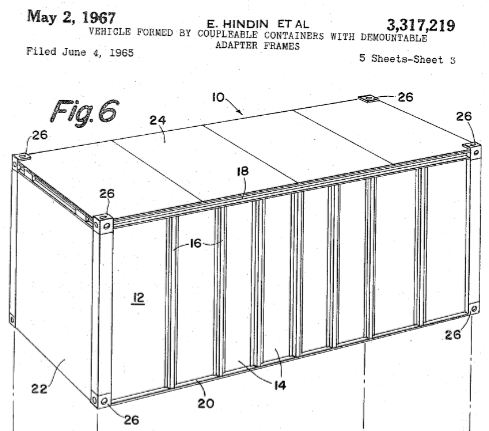 May 2, 1967
E. HINDIN ET AL
3,317,219
VEHICLE FORMED BY COUPLEABLE CONTAINERS WITH DEMOUNTABLE
ADAPTER FRAMES
Filed June 4, 1965
5 Sheets-Sheet 3
Fig. 6
10
26
24
26
26
26
18
16
12
14
22
20
26
26